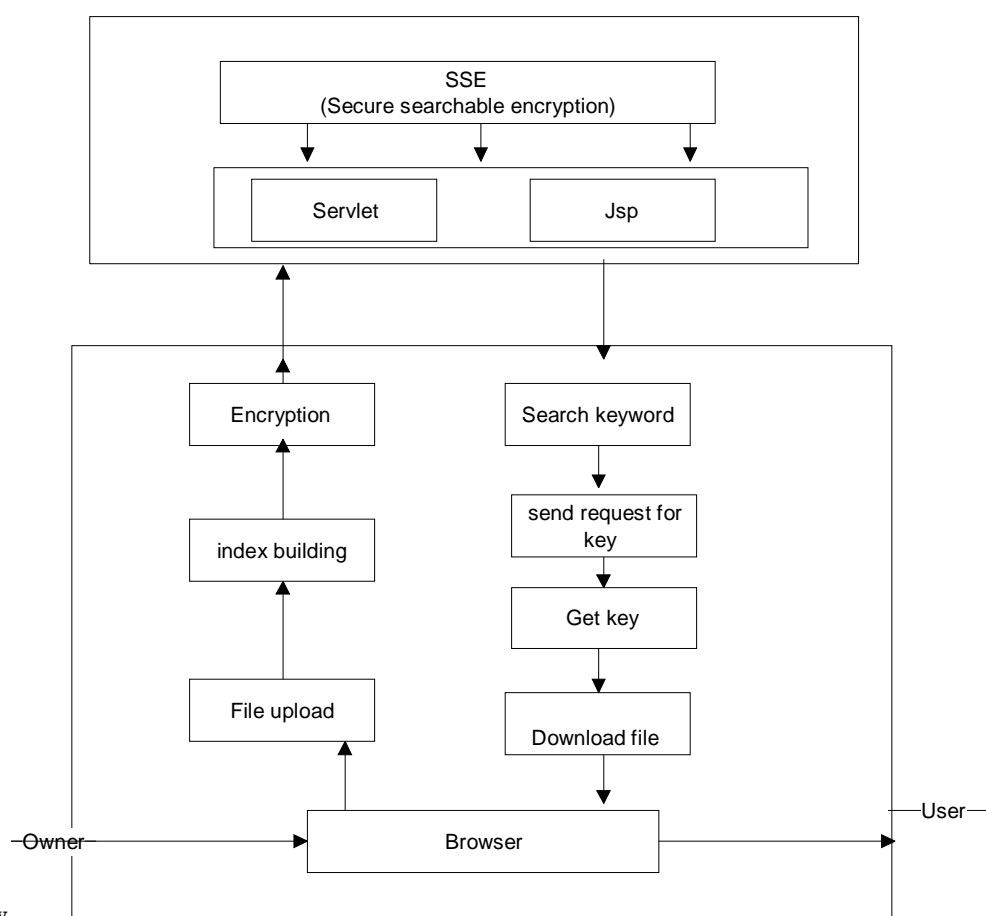 SSE
(Secure searchable encryption)
Servlet
Jsp
Encryption
Search keyword
send request for
key
index building
Get key
File upload
Download file
User
Owner
Browser